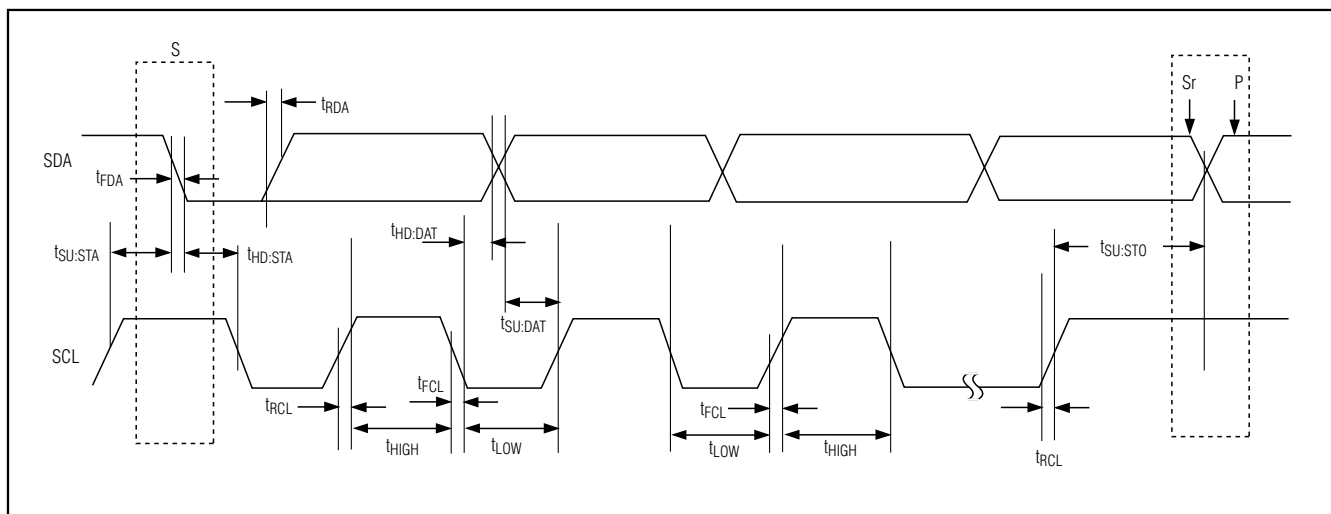 S
Sr P
tRDA
SDA
tFDA
tHD:DAT
tSU:STA tHD:STA tSU:STO
tSU:DAT
SCL
tFCL tFCL
tRCL
tHIGH tLOW tLOW tHIGH
tRCL